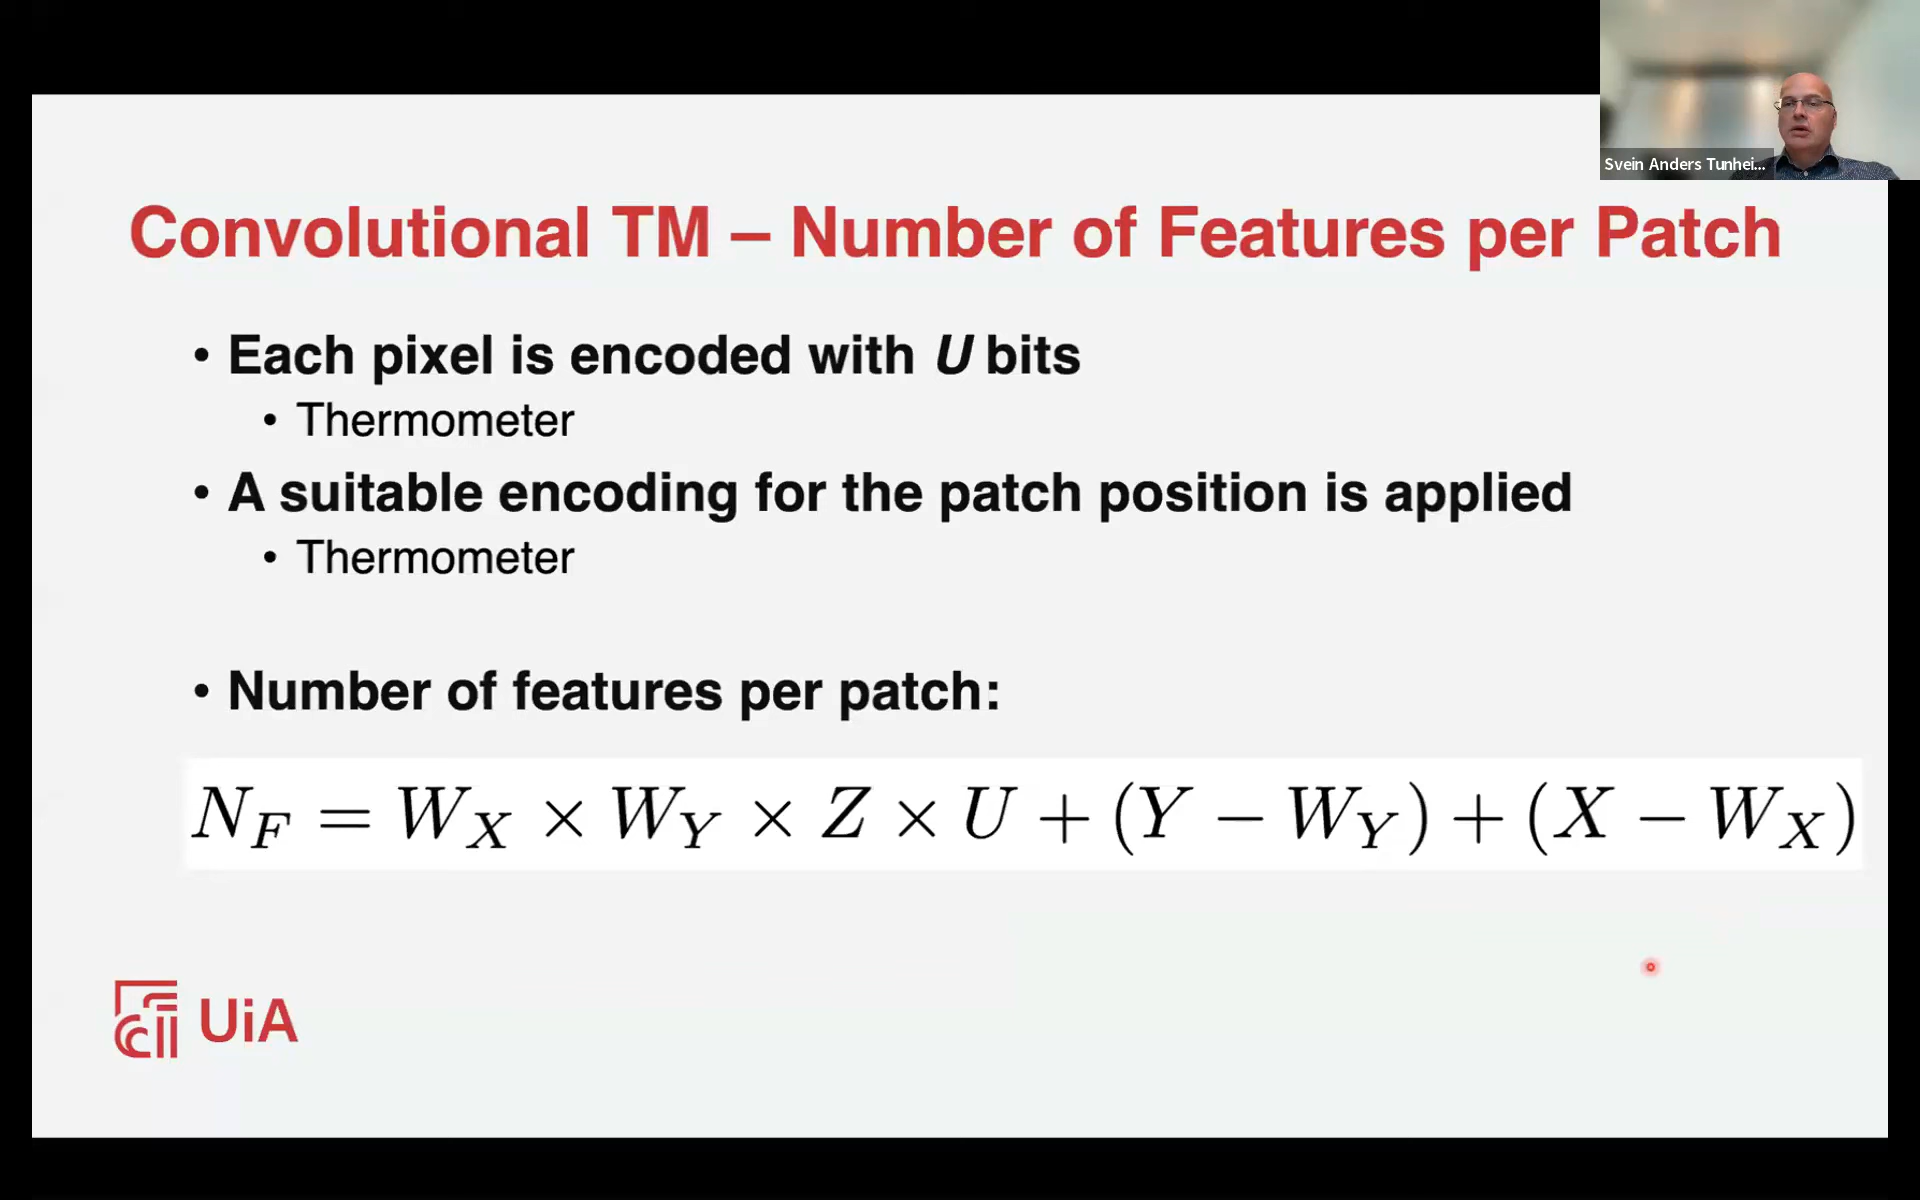 Svein Anders Tunhei...
Convolutional TM – Number of Features per Patch
• Each pixel is encoded with U bits
• Thermometer
• A suitable encoding for the patch position is applied
• Thermometer
• Number of features per patch:
N_F = W_X × W_Y × Z × U + (Y − W_Y) + (X − W_X)
UiA